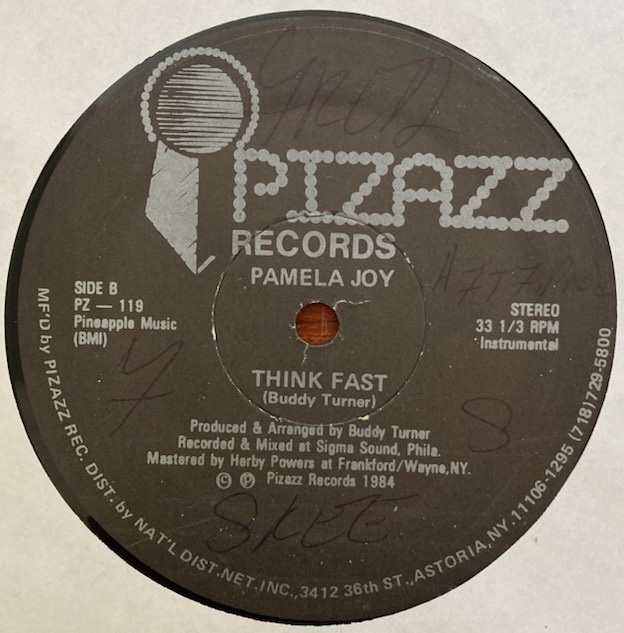 PIZAZZ
RECORDS
PAMELA JOY
SIDE B
PZ — 119
Pineapple Music
(BMI)
STEREO
33 1/3 RPM
Instrumental
THINK FAST
(Buddy Turner)
Produced & Arranged by Buddy Turner
Recorded & Mixed at Sigma Sound, Phila.
Mastered by Herby Powers at Frankford/Wayne,NY.
© ℗ Pizazz Records 1984
SKEE
MF'D by PIZAZZ REC. DIST. by NAT'L DIST.NET.INC.,3412 36th ST.,ASTORIA,NY.11106-1295 (718)729-5800